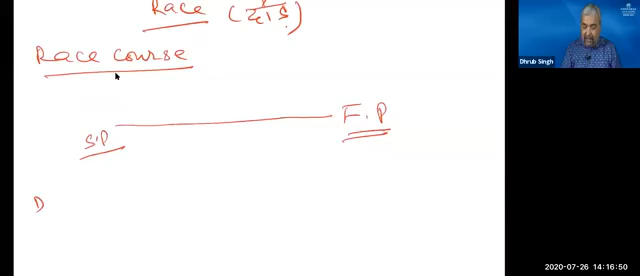 Race (दौड़)
Race Course
S.P
F.P
D
Dhrub Singh
2020-07-26 14:16:50